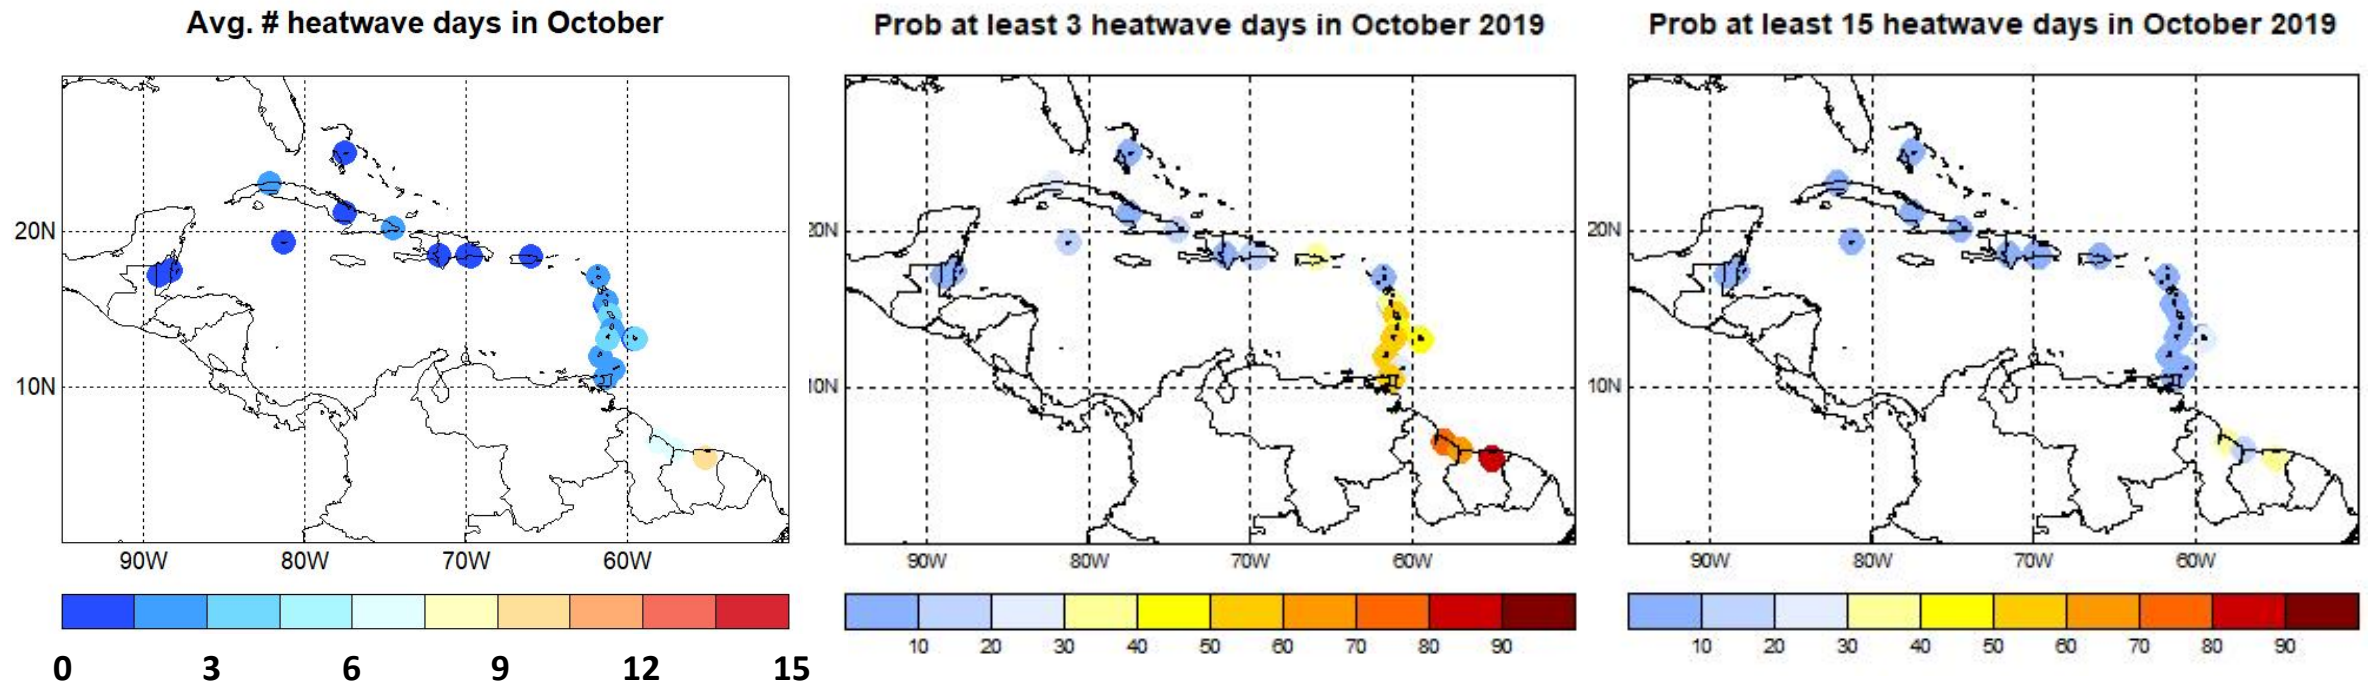 Avg. # heatwave days in October
20N
10N
90W 80W 70W 60W
0 3 6 9 12 15
Prob at least 3 heatwave days in October 2019
20N
10N
90W 80W 70W 60W
10 20 30 40 50 60 70 80 90
Prob at least 15 heatwave days in October 2019
20N
10N
90W 80W 70W 60W
10 20 30 40 50 60 70 80 90